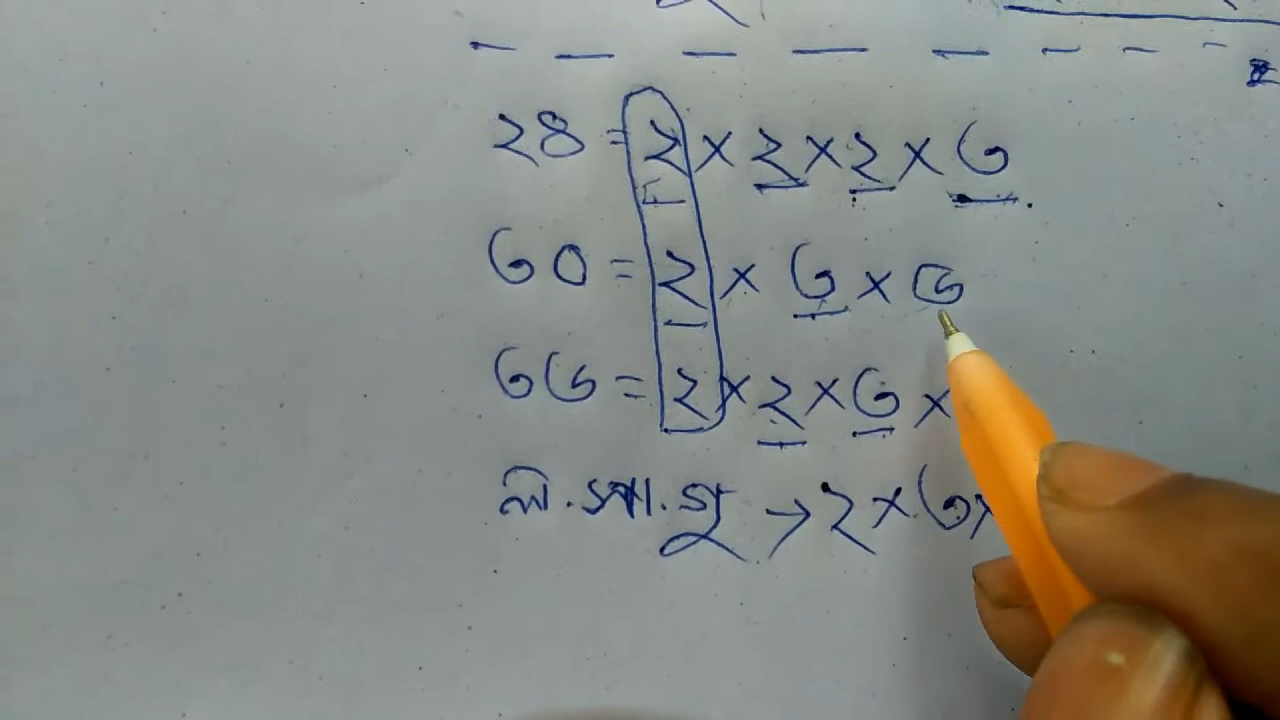 ২৪ = ২ × ২ × ২ × ৩
৩০ = ২ × ৩ × ৫
৩৬ = ২ × ২ × ৩ ×
ল.সা.গু → ২ × ৩ ×